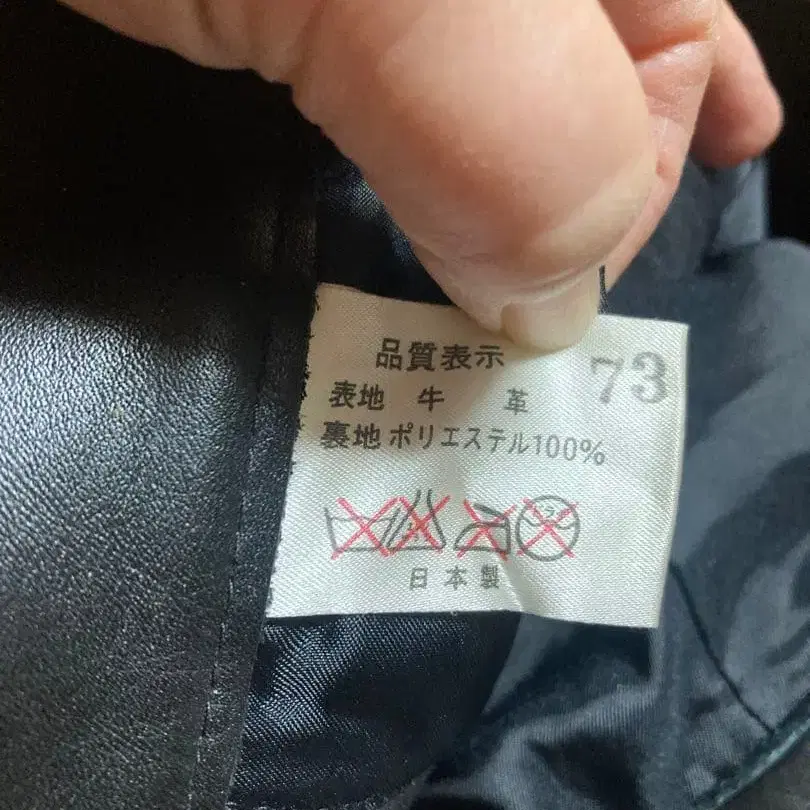 品質表示
73
表地 牛 革
裏地 ポリエステル100%
日本製